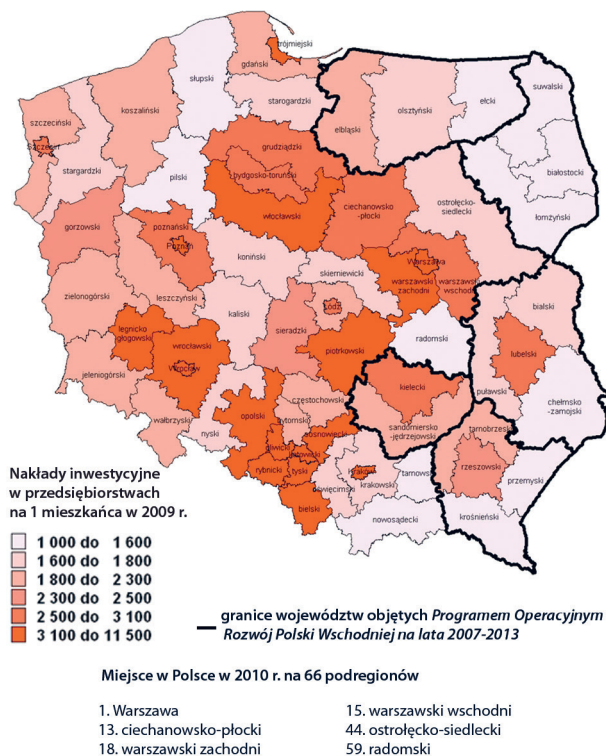 trójmiejski
słupski
gdański
koszaliński
starogardzki
elbląski
olsztyński
ełcki
suwalski
szczeciński
Szczecin
stargardzki
pilski
grudziądzki
bydgosko-toruński
białostocki
łomżyński
włocławski
ciechanowsko
-płocki
ostrołęcko-
siedlecki
gorzowski
poznański
Poznań
koniński
Warszawa
warszawski
zachodni
warszawski
wschodni
skierniewicki
zielonogórski
leszczyński
kaliski
Łódź
sieradzki
bialski
legnicko
-głogowski
wrocławski
Wrocław
piotrkowski
radomski
lubelski
jeleniogórski
wałbrzyski
nyski
opolski
częstochowski
bytomski
kielecki
puławski
chełmsko
-zamojski
sandomiersko
-jędrzejowski
sosnowiecki
gliwicki
katowicki
rybnicki
tyski
Kraków
oświęcimski
krakowski
tarnowski
tarnobrzeski
rzeszowski
przemyski
bielski
nowosądecki
krośnieński
Nakłady inwestycyjne
w przedsiębiorstwach
na 1 mieszkańca w 2009 r.
1 000 do 1 600
1 600 do 1 800
1 800 do 2 300
2 300 do 2 500
2 500 do 3 100
3 100 do 11 500
granice województw objętych Programem Operacyjnym
Rozwój Polski Wschodniej na lata 2007-2013
Miejsce w Polsce w 2010 r. na 66 podregionów
1. Warszawa
13. ciechanowsko-płocki
18. warszawski zachodni
15. warszawski wschodni
44. ostrołęcko-siedlecki
59. radomski